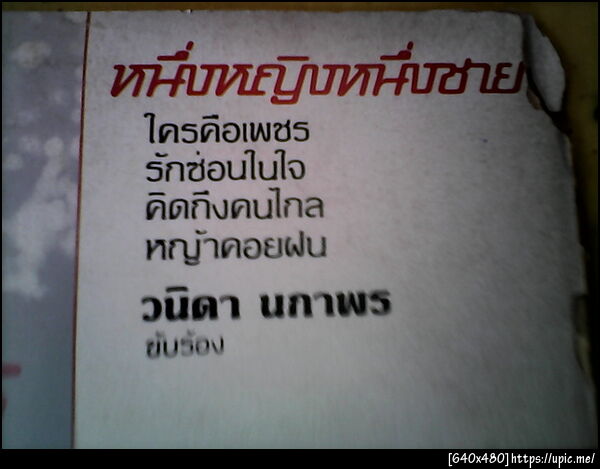 หนึ่งหญิงหนึ่งชาย
ใครคือเพชร
รักซ่อนในใจ
คิดถึงคนไกล
หญ้าคอยฝน
วนิดา นภาพร
ขับร้อง
[640x480]https://upic.me/